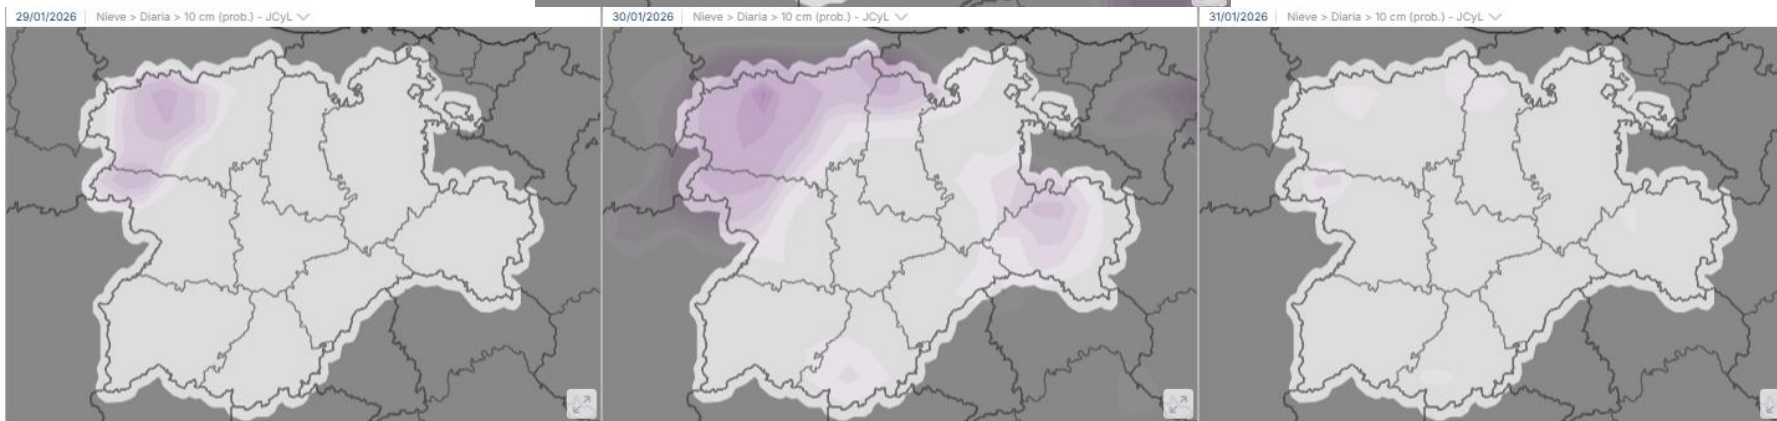 29/01/2026 Nieve > Diaria > 10 cm (prob.) - JCyL
30/01/2026 Nieve > Diaria > 10 cm (prob.) - JCyL
31/01/2026 Nieve > Diaria > 10 cm (prob.) - JCyL